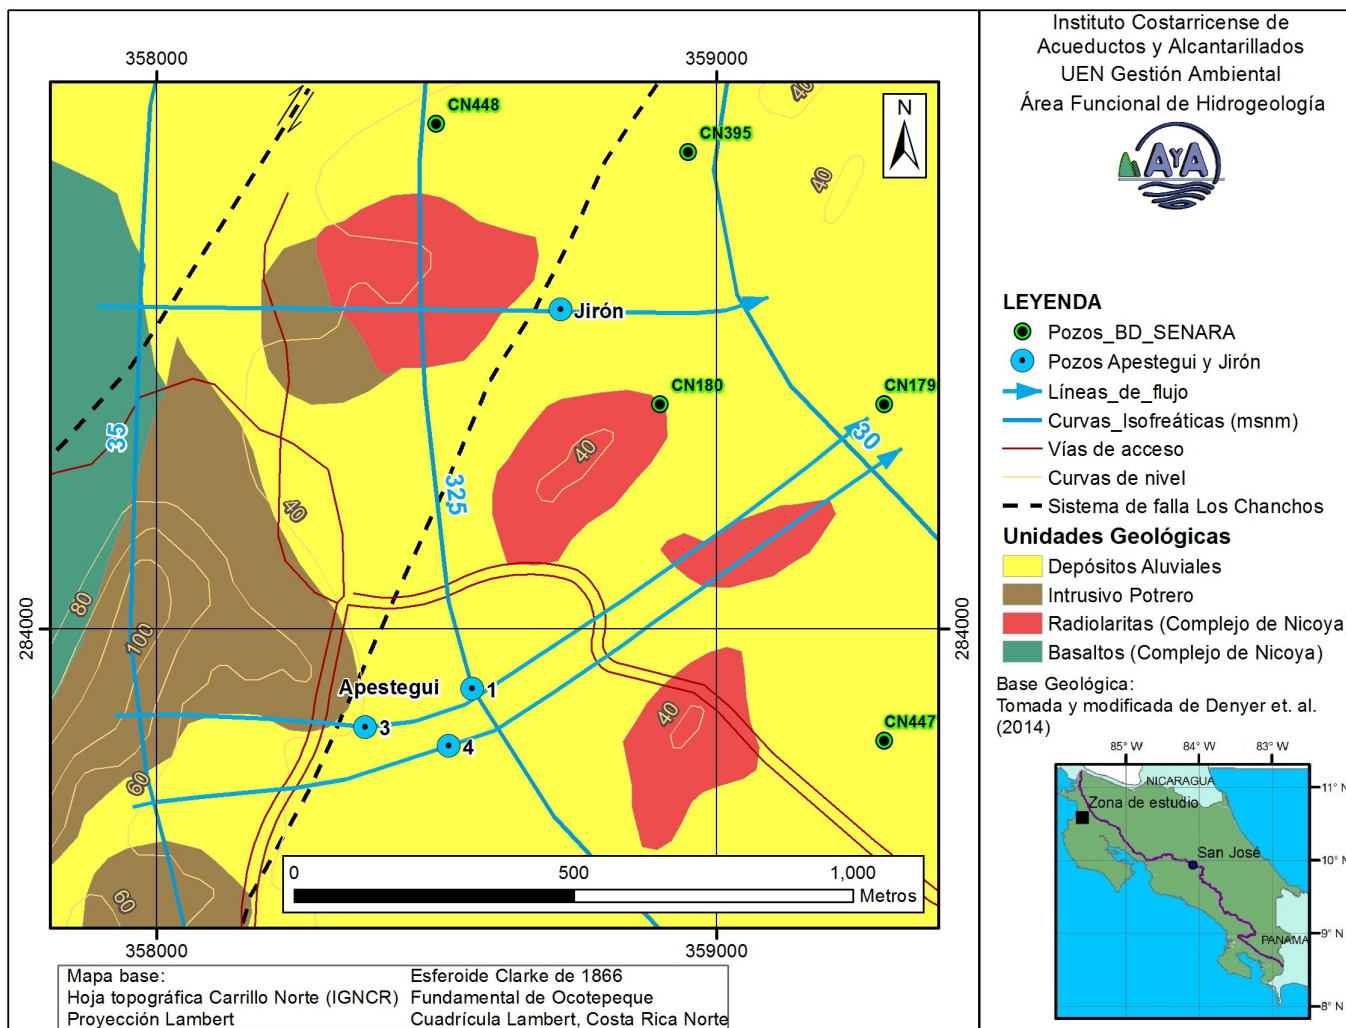 358000
359000
CN448
CN395
40
40
N
Jirón
CN180
CN179
35
325
30
40
40
80
100
284000
284000
Apestegui
1
3
4
40
CN447
60
60
0
500
1,000
Metros
358000
359000
Mapa base:
Hoja topográfica Carrillo Norte (IGNCR)
Proyección Lambert
Esferoide Clarke de 1866
Fundamental de Ocotepeque
Cuadrícula Lambert, Costa Rica Norte
Instituto Costarricense de
Acueductos y Alcantarillados
UEN Gestión Ambiental
Área Funcional de Hidrogeología
AYA
LEYENDA
Pozos_BD_SENARA
Pozos Apestegui y Jirón
Líneas_de_flujo
Curvas_Isofreáticas (msnm)
Vías de acceso
Curvas de nivel
Sistema de falla Los Chanchos
Unidades Geológicas
Depósitos Aluviales
Intrusivo Potrero
Radiolaritas (Complejo de Nicoya
Basaltos (Complejo de Nicoya)
Base Geológica:
Tomada y modificada de Denyer et. al.
(2014)
85°W
84°W
83°W
NICARAGUA
11° N
Zona de estudio
San José
10° N
PANAMA
9° N
8° N